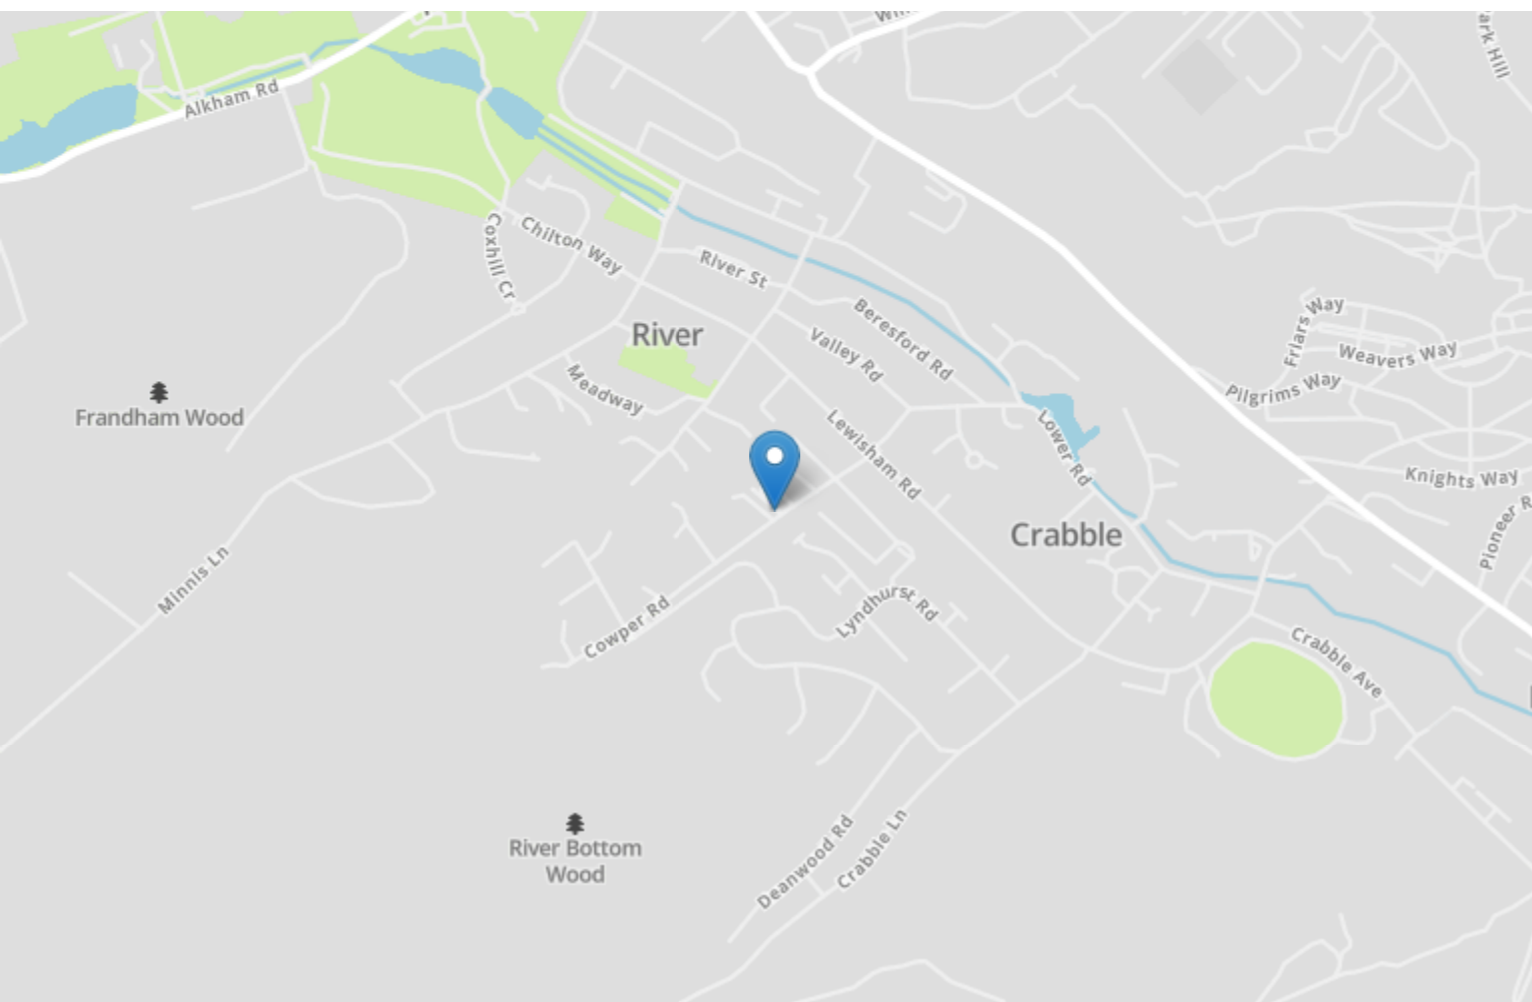 ark Hill
Alkham Rd
Coxhill Cr
Chilton Way
River St
River
Beresford Rd
Valley Rd
Friars Way
Weavers Way
Pilgrims Way
Meadway
Frandham Wood
Lewisham Rd
Lower Rd
Knights Way
Pioneer R
Crabble
Minnis Ln
Cowper Rd
Lyndhurst Rd
Crabble Ave
River Bottom
Wood
Deanwood Rd
Crabble Ln